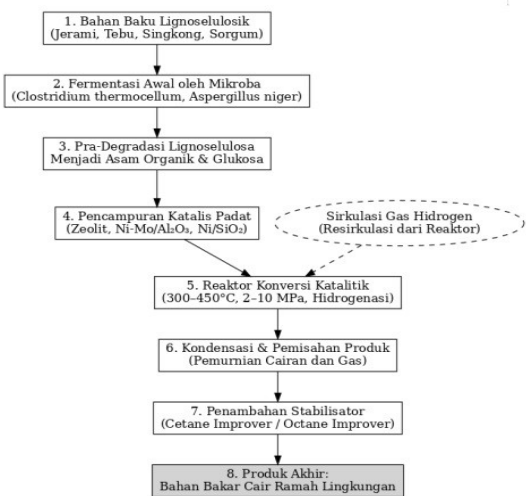 1. Bahan Baku Lignoselulosik
(Jerami, Tebu, Singkong, Sorgum)
2. Fermentasi Awal oleh Mikroba
(Clostridium thermocellum, Aspergillus niger)
3. Pra-Degradasi Lignoselulosa
Menjadi Asam Organik & Glukosa
4. Pencampuran Katalis Padat
(Zeolit, Ni-Mo/Al₂O₃, Ni/SiO₂)
Sirkulasi Gas Hidrogen
(Resirkulasi dari Reaktor)
5. Reaktor Konversi Katalitik
(300–450°C, 2–10 MPa, Hidrogenasi)
6. Kondensasi & Pemisahan Produk
(Pemurnian Cairan dan Gas)
7. Penambahan Stabilisator
(Cetane Improver / Octane Improver)
8. Produk Akhir:
Bahan Bakar Cair Ramah Lingkungan